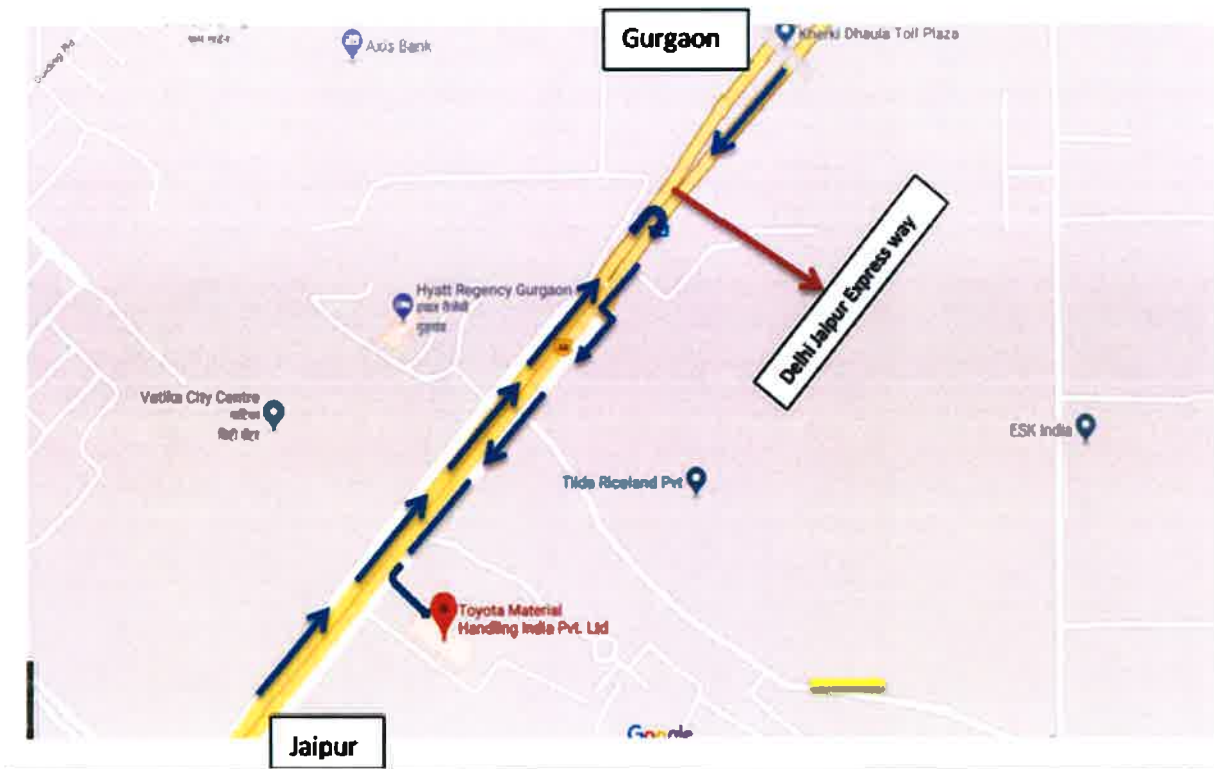 Gurgaon
Kherki Dhaula Toll Plaza
Axis Bank
Delhi Jaipur Express way
Hyatt Regency Gurgaon
Vatika City Centre
ESK India
Tilda Riceland Pvt
Toyota Material
Handling India Pvt. Ltd
Jaipur
Google